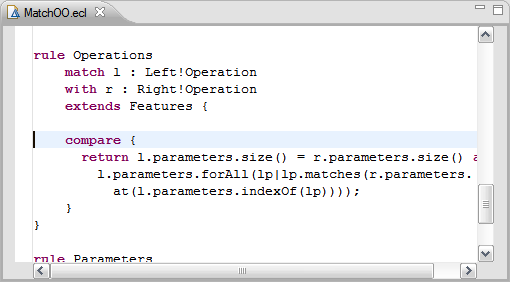 MatchOO.ecl
rule Operations
match l : Left!Operation
with r : Right!Operation
extends Features {
compare {
return l.parameters.size() = r.parameters.size() a
l.parameters.forAll(lp|lp.matches(r.parameters.
at(l.parameters.indexOf(lp))));
}
}
rule Parameters